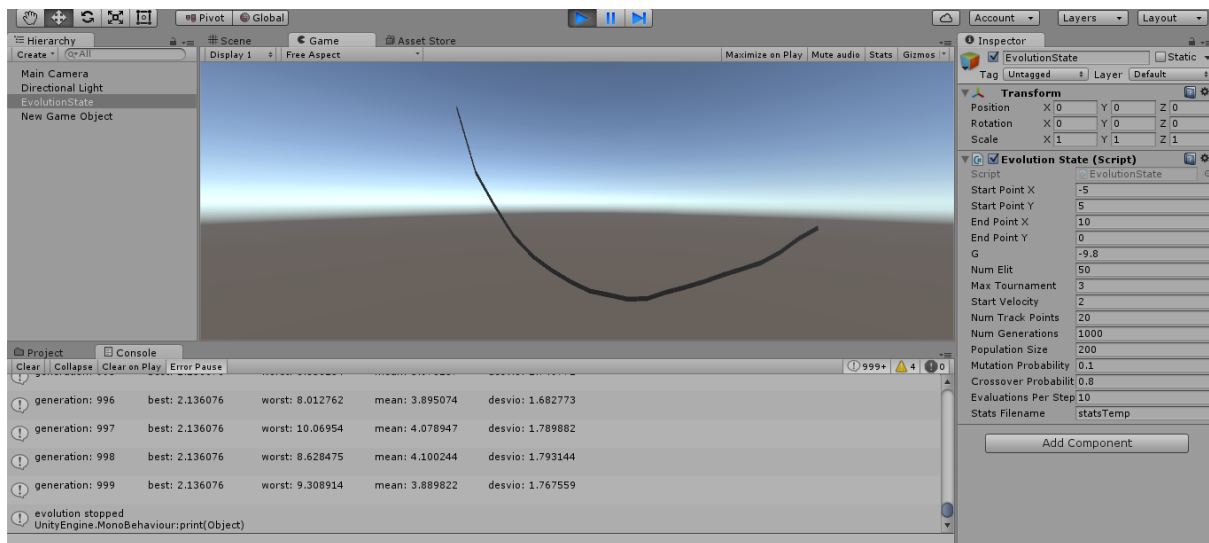 Pivot Global Account Layers Layout
Hierarchy Scene Game Asset Store Inspector
Create All Display 1 Free Aspect Maximize on Play Mute audio Stats Gizmos
Main Camera
Directional Light
EvolutionState
New Game Object
EvolutionState Static
Tag Untagged Layer Default
Transform
Position X 0 Y 0 Z 0
Rotation X 0 Y 0 Z 0
Scale X 1 Y 1 Z 1
Evolution State (Script)
Script EvolutionState
Start Point X -5
Start Point Y 5
End Point X 10
End Point Y 0
G -9.8
Num Elit 50
Max Tournament 3
Start Velocity 2
Num Track Points 20
Num Generations 1000
Population Size 200
Mutation Probability 0.1
Crossover Probabilit 0.8
Evaluations Per Step 10
Stats Filename statsTemp
Add Component
Project Console
Clear Collapse Clear on Play Error Pause 999+ 4 0
generation: 996 best: 2.136076 worst: 8.012762 mean: 3.895074 desvio: 1.682773
generation: 997 best: 2.136076 worst: 10.06954 mean: 4.078947 desvio: 1.789882
generation: 998 best: 2.136076 worst: 8.628475 mean: 4.100244 desvio: 1.793144
generation: 999 best: 2.136076 worst: 9.308914 mean: 3.889822 desvio: 1.767559
evolution stopped
UnityEngine.MonoBehaviour:print(Object)